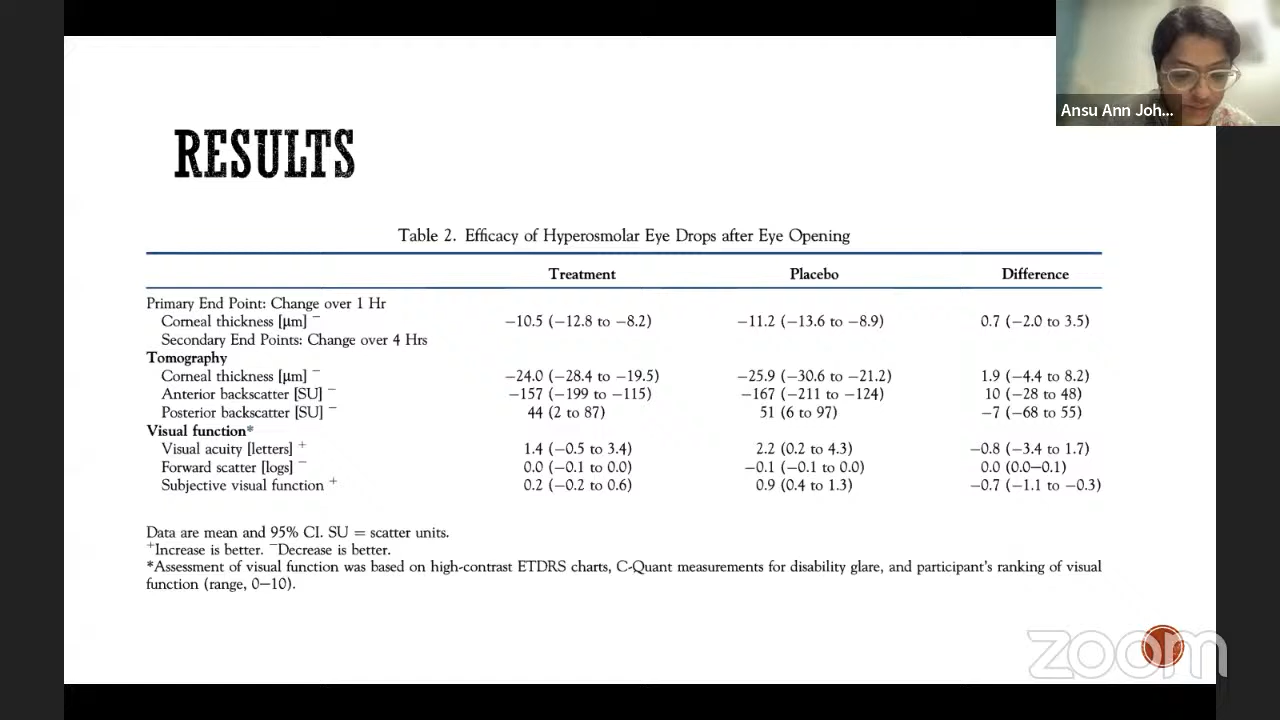 Ansu Ann Joh...
RESULTS
Table 2. Efficacy of Hyperosmolar Eye Drops after Eye Opening
Treatment Placebo Difference
Primary End Point: Change over 1 Hr
Corneal thickness [μm] − −10.5 (−12.8 to −8.2) −11.2 (−13.6 to −8.9) 0.7 (−2.0 to 3.5)
Secondary End Points: Change over 4 Hrs
Tomography
Corneal thickness [μm] − −24.0 (−28.4 to −19.5) −25.9 (−30.6 to −21.2) 1.9 (−4.4 to 8.2)
Anterior backscatter [SU] − −157 (−199 to −115) −167 (−211 to −124) 10 (−28 to 48)
Posterior backscatter [SU] − 44 (2 to 87) 51 (6 to 97) −7 (−68 to 55)
Visual function*
Visual acuity [letters] + 1.4 (−0.5 to 3.4) 2.2 (0.2 to 4.3) −0.8 (−3.4 to 1.7)
Forward scatter [logs] − 0.0 (−0.1 to 0.0) −0.1 (−0.1 to 0.0) 0.0 (0.0−0.1)
Subjective visual function + 0.2 (−0.2 to 0.6) 0.9 (0.4 to 1.3) −0.7 (−1.1 to −0.3)
Data are mean and 95% CI. SU = scatter units.
+Increase is better. −Decrease is better.
*Assessment of visual function was based on high-contrast ETDRS charts, C-Quant measurements for disability glare, and participant's ranking of visual
function (range, 0−10).
zoom